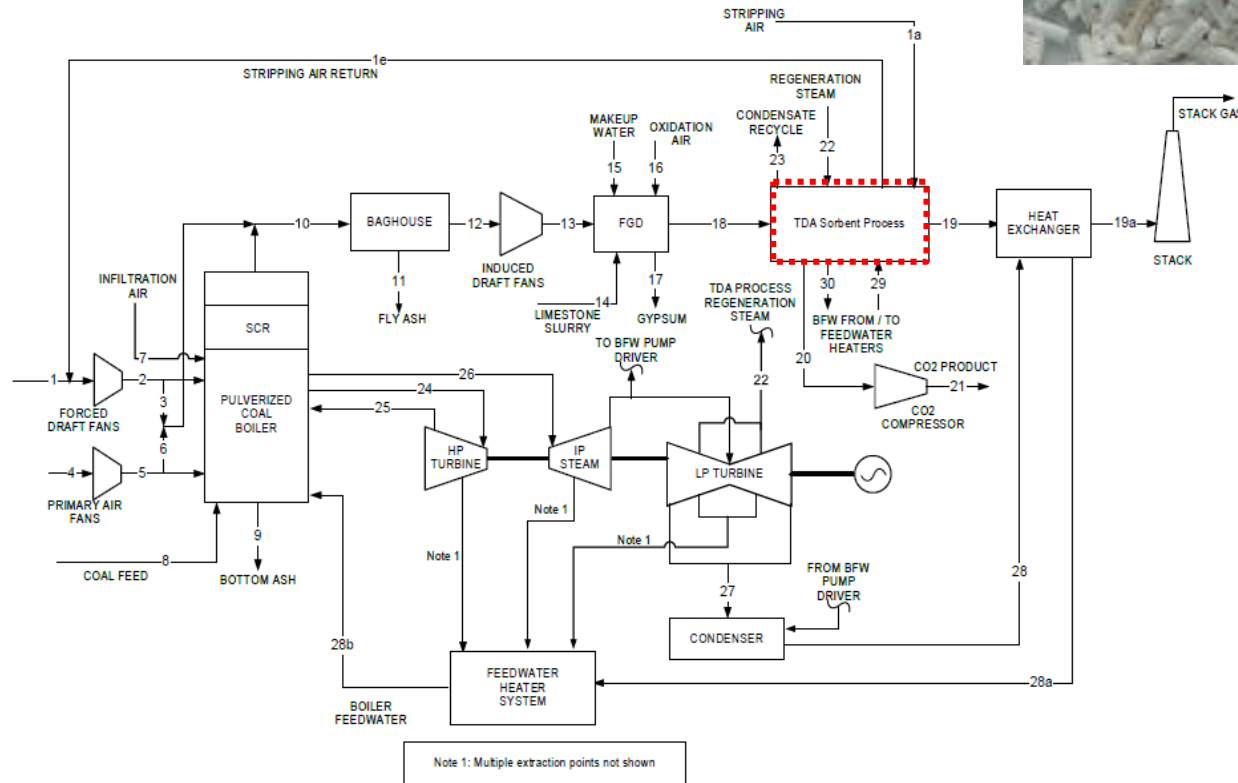 STRIPPING
AIR
1a
1e
STRIPPING AIR RETURN
REGENERATION
STEAM
STACK GAS
CONDENSATE
RECYCLE
22
23
MAKEUP
WATER
OXIDATION
AIR
15
16
10
BAGHOUSE
12
13
FGD
18
TDA Sorbent Process
19
HEAT
EXCHANGER
19a
STACK
INDUCED
DRAFT FANS
11
FLY ASH
LIMESTONE
SLURRY
14
17
GYPSUM
30
29
BFW FROM / TO
FEEDWATER
HEATERS
INFILTRATION
AIR
7
SCR
TDA PROCESS
REGENERATION
STEAM
TO BFW PUMP
DRIVER
20
CO2 PRODUCT
21
CO2
COMPRESSOR
22
1
2
3
FORCED
DRAFT FANS
PULVERIZED
COAL
BOILER
26
24
25
HP
TURBINE
IP
STEAM
LP TURBINE
6
4
5
PRIMARY AIR
FANS
8
COAL FEED
9
BOTTOM ASH
Note 1
Note 1
Note 1
27
FROM BFW
PUMP
DRIVER
28
CONDENSER
28b
FEEDWATER
HEATER
SYSTEM
28a
BOILER
FEEDWATER
Note 1: Multiple extraction points not shown